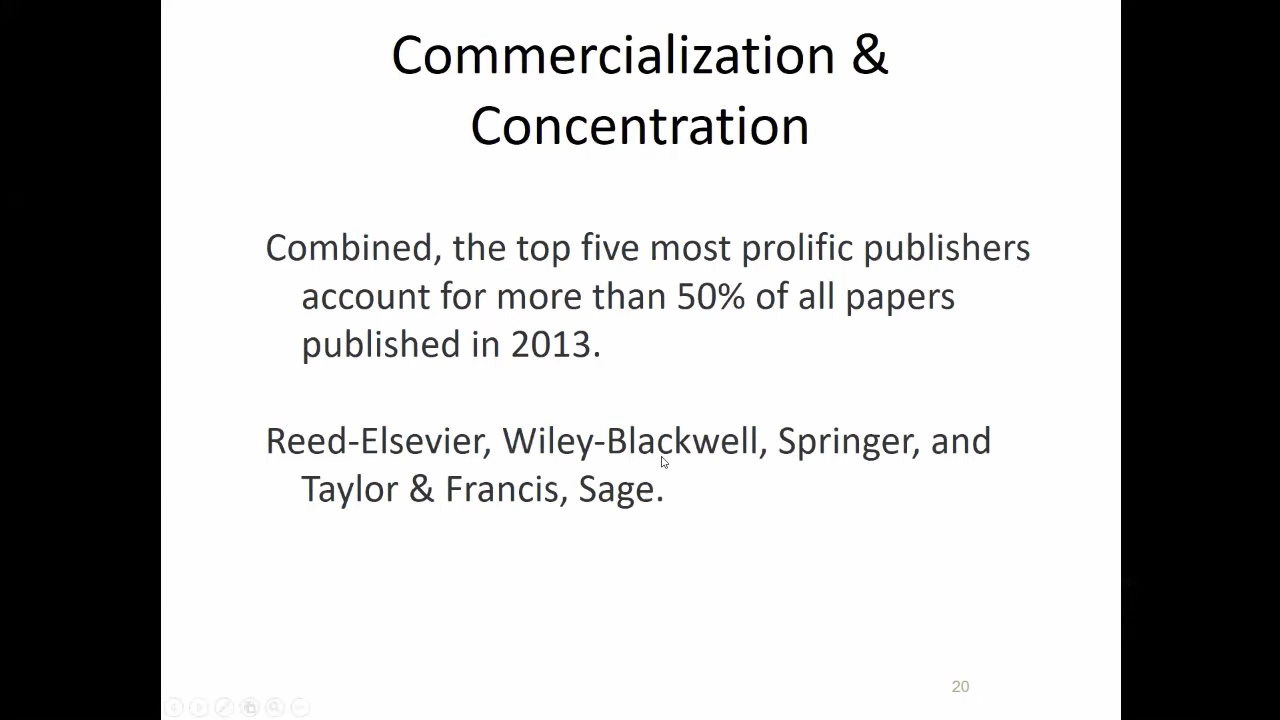 Commercialization &
Concentration
Combined, the top five most prolific publishers
account for more than 50% of all papers
published in 2013.
Reed-Elsevier, Wiley-Blackwell, Springer, and
Taylor & Francis, Sage.
20